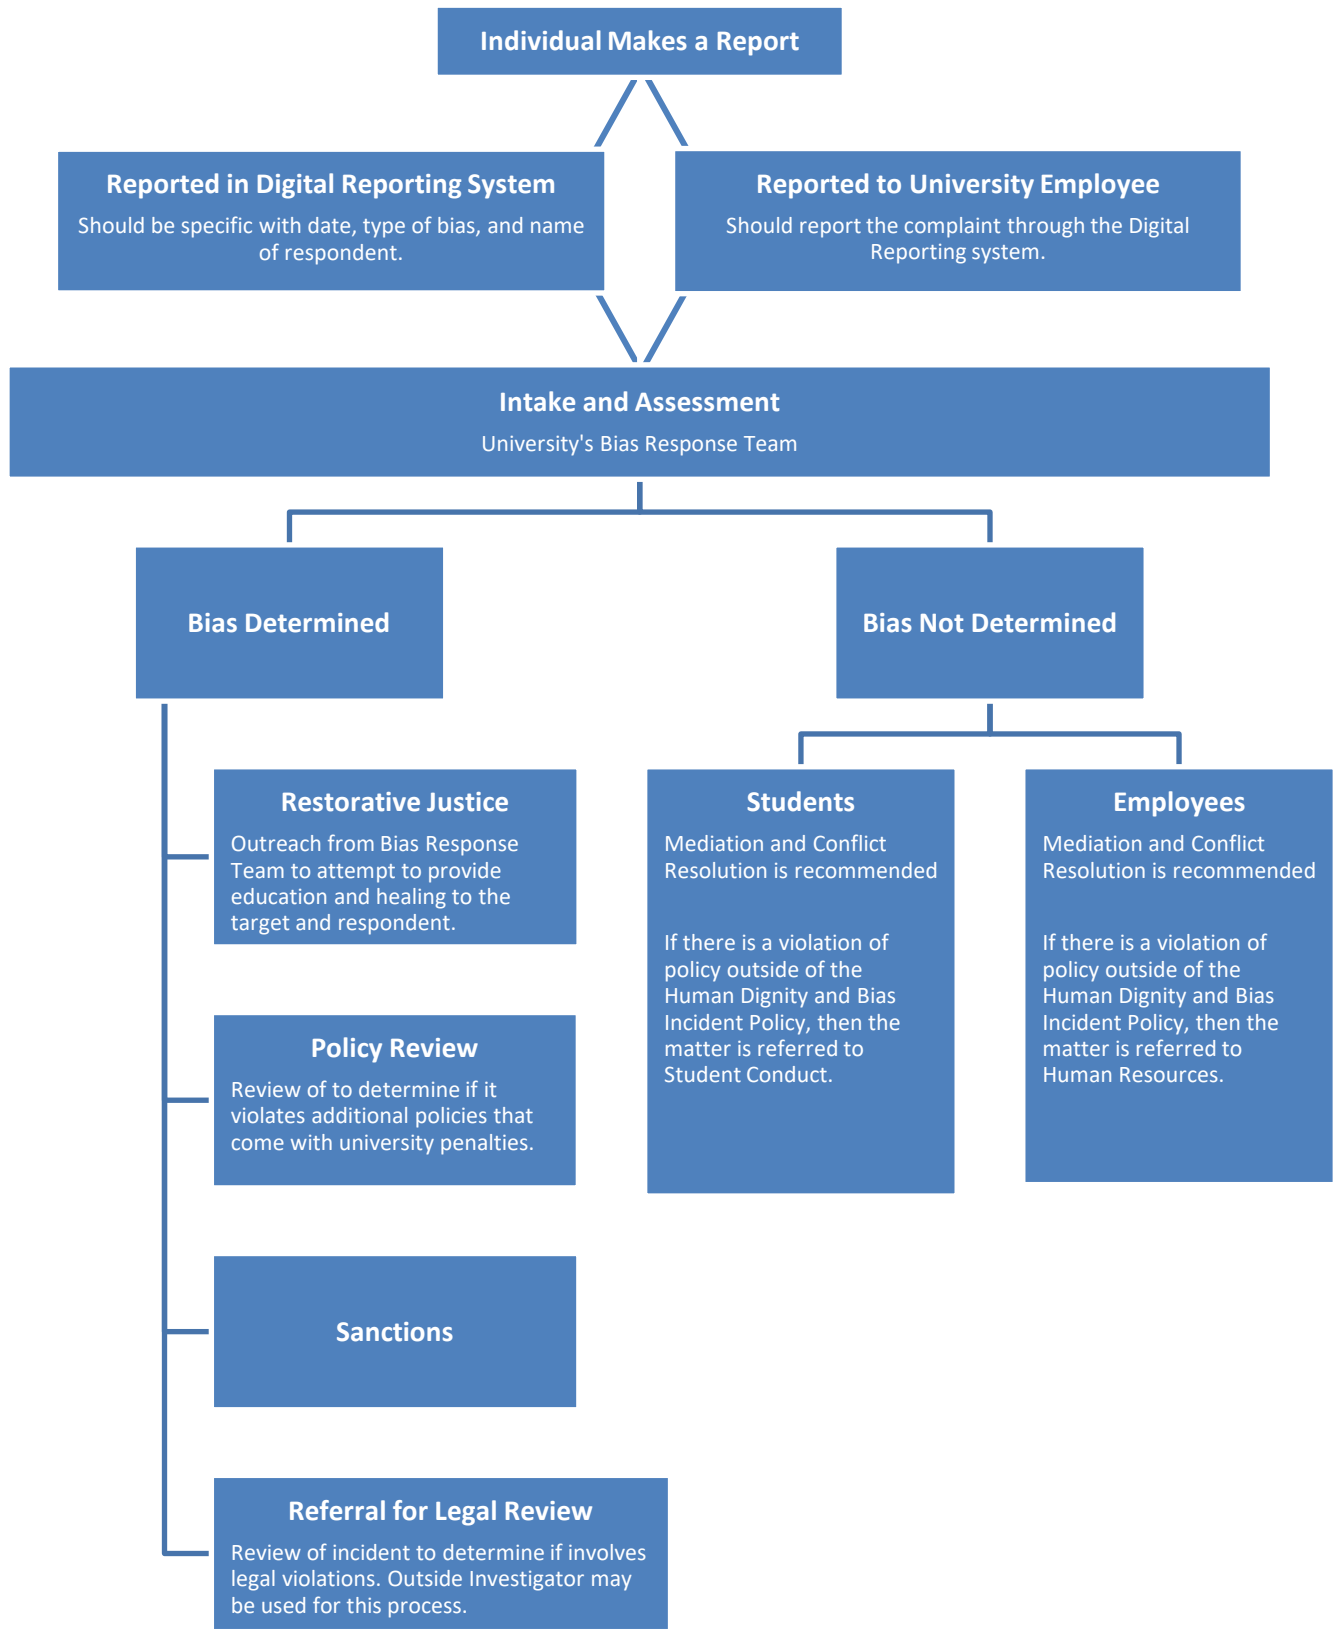 Individual Makes a Report
Reported in Digital Reporting System
Should be specific with date, type of bias, and name
of respondent.
Reported to University Employee
Should report the complaint through the Digital
Reporting system.
Intake and Assessment
University's Bias Response Team
Bias Determined
Bias Not Determined
Restorative Justice
Outreach from Bias Response
Team to attempt to provide
education and healing to the
target and respondent.
Policy Review
Review of to determine if it
violates additional policies that
come with university penalties.
Sanctions
Referral for Legal Review
Review of incident to determine if involves
legal violations. Outside Investigator may
be used for this process.
Students
Mediation and Conflict
Resolution is recommended
If there is a violation of
policy outside of the
Human Dignity and Bias
Incident Policy, then the
matter is referred to
Student Conduct.
Employees
Mediation and Conflict
Resolution is recommended
If there is a violation of
policy outside of the
Human Dignity and Bias
Incident Policy, then the
matter is referred to
Human Resources.